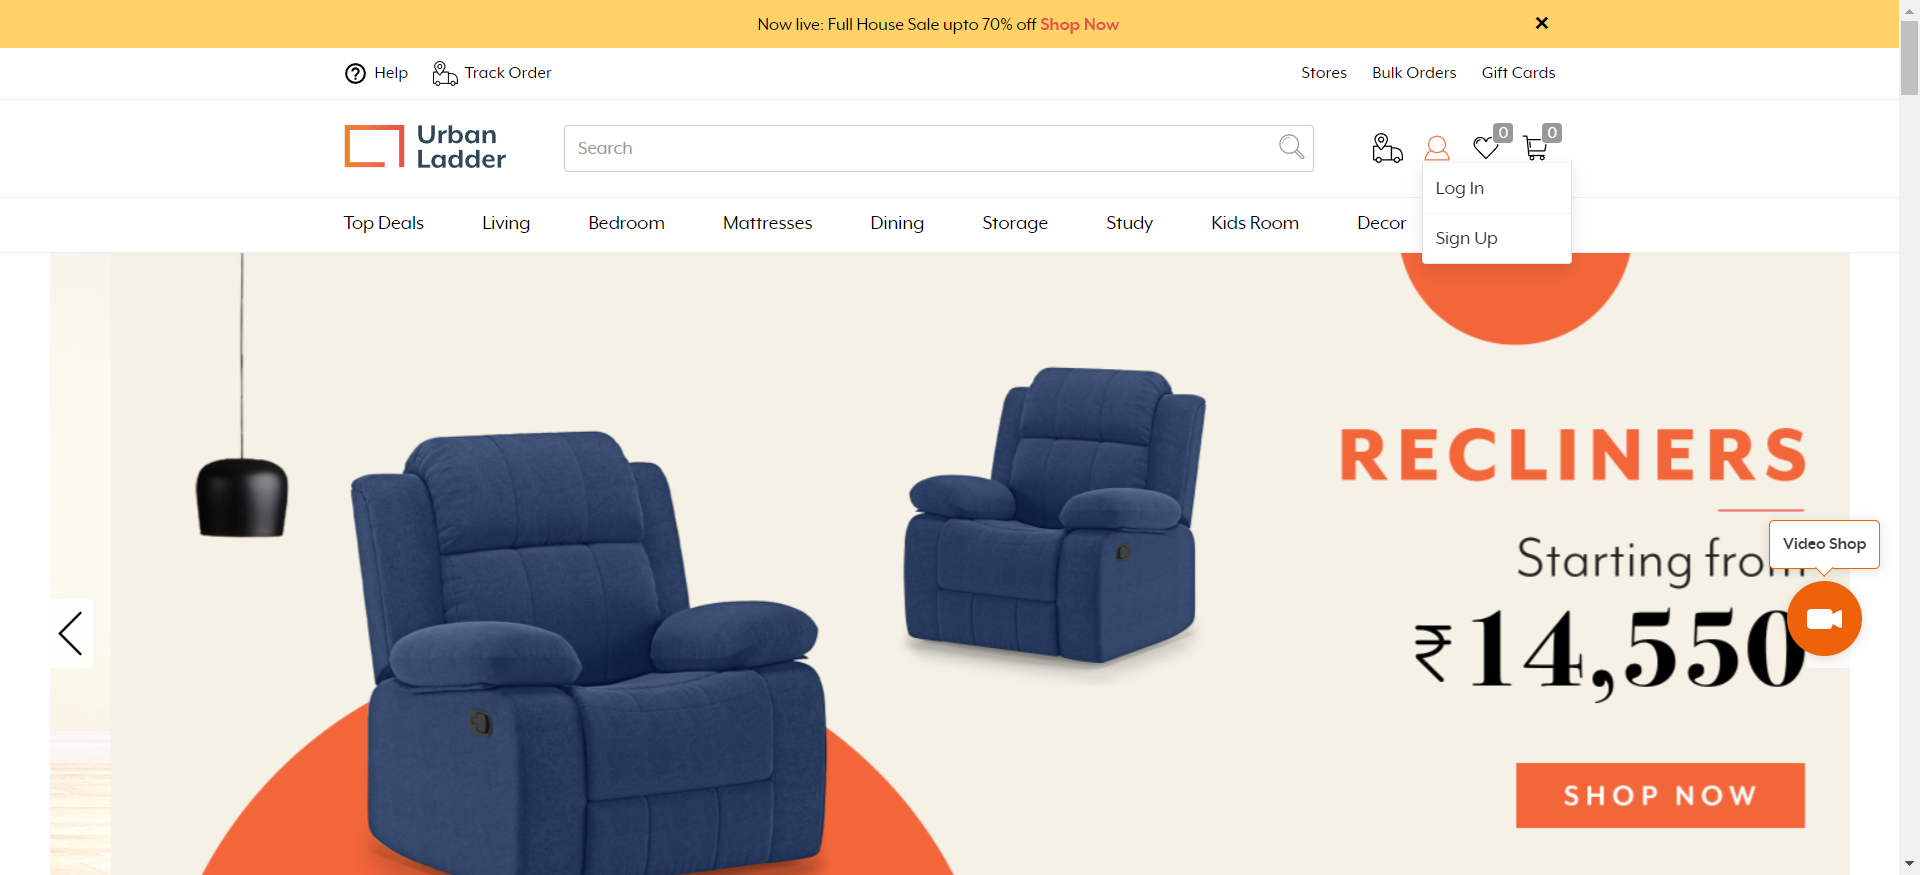 Now live: Full House Sale upto 70% off Shop Now
Help
Track Order
Stores
Bulk Orders
Gift Cards
Urban
Ladder
Search
0
0
Log In
Sign Up
Top Deals
Living
Bedroom
Mattresses
Dining
Storage
Study
Kids Room
Decor
RECLINERS
Starting from
Video Shop
₹14,550
SHOP NOW